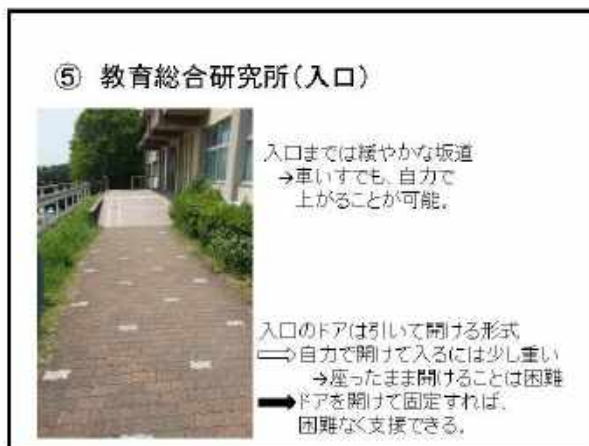 ⑤ 教育総合研究所(入口)
入口までは緩やかな坂道
→車いすでも、自力で
上がることが可能。
入口のドアは引いて開ける形式
⇨自力で開けて入るには少し重い
→座ったまま開けることは困難
➡ドアを開けて固定すれば、
困難なく支援できる。